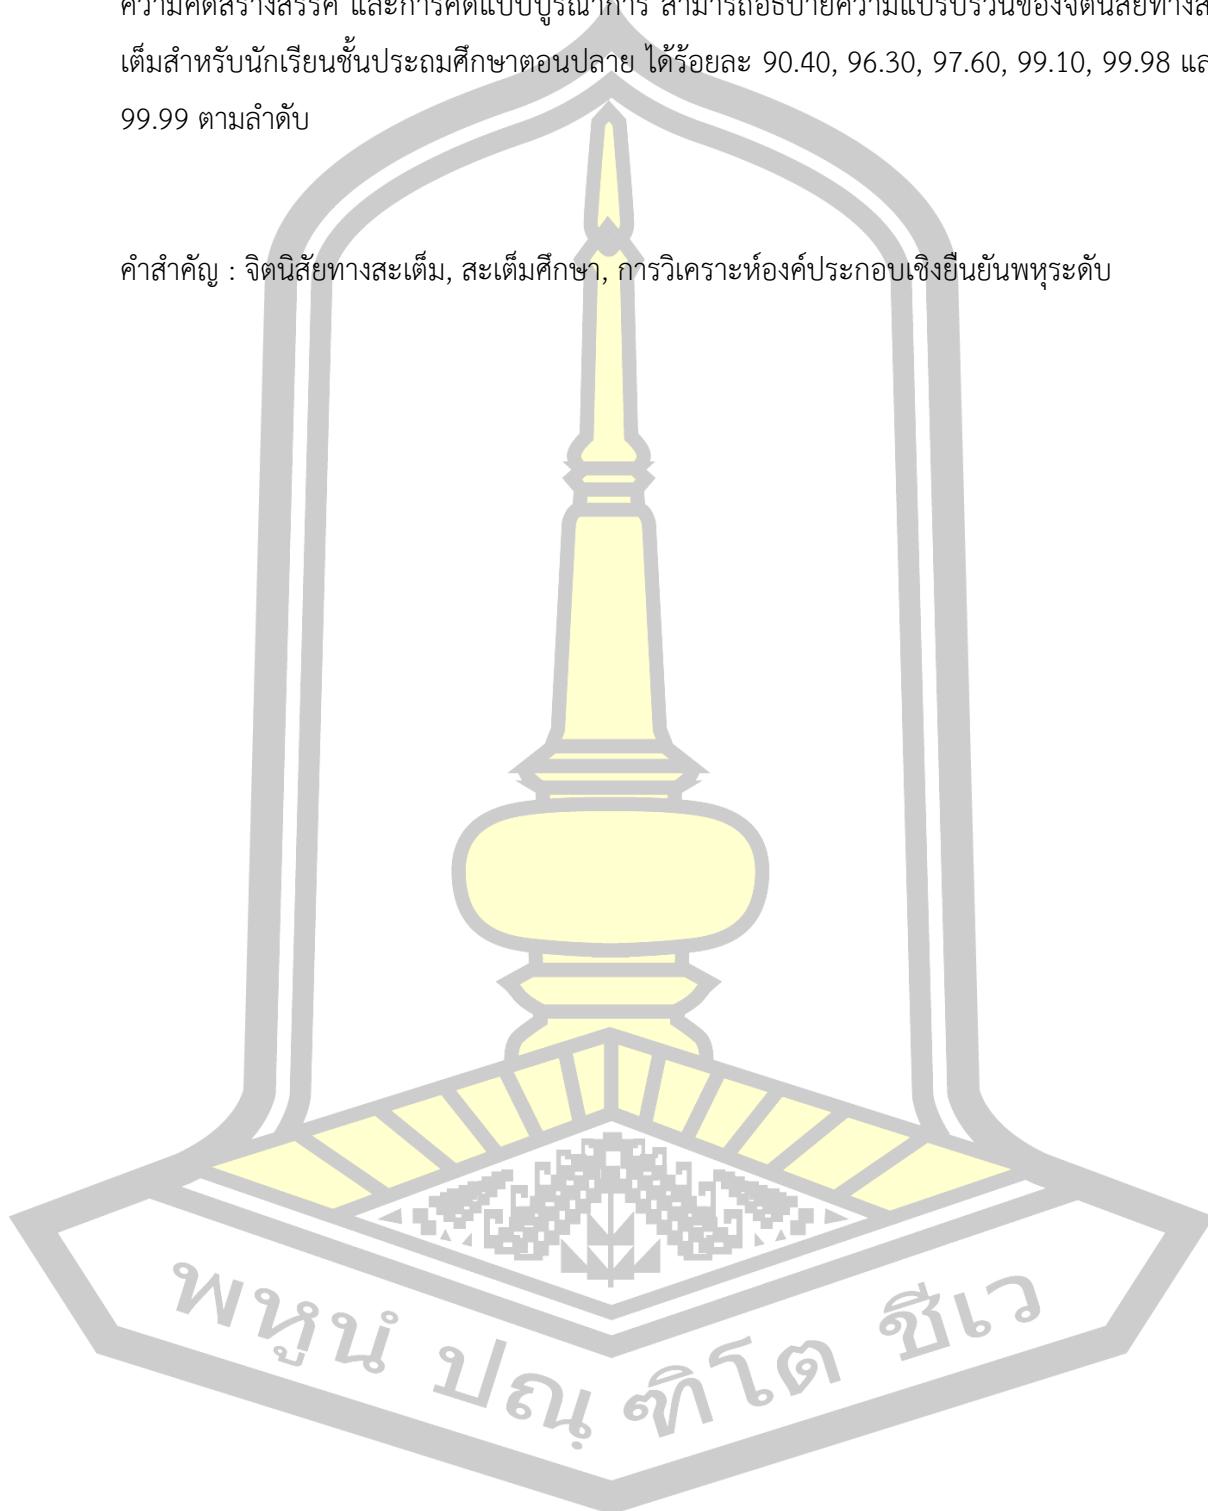 ความคิดสร้างสรรค์ และการคิดแบบบูรณาการ สามารถอธิบายความแปรปรวนของจิตนิสัยทางส
เต็มสำหรับนักเรียนชั้นประถมศึกษาตอนปลาย ได้ร้อยละ 90.40, 96.30, 97.60, 99.10, 99.98 แล
99.99 ตามลำดับ
คำสำคัญ : จิตนิสัยทางสะเต็ม, สะเต็มศึกษา, การวิเคราะห์องค์ประกอบเชิงยืนยันพหุระดับ
พหูนํ ปณฺฑิโต ชีเว